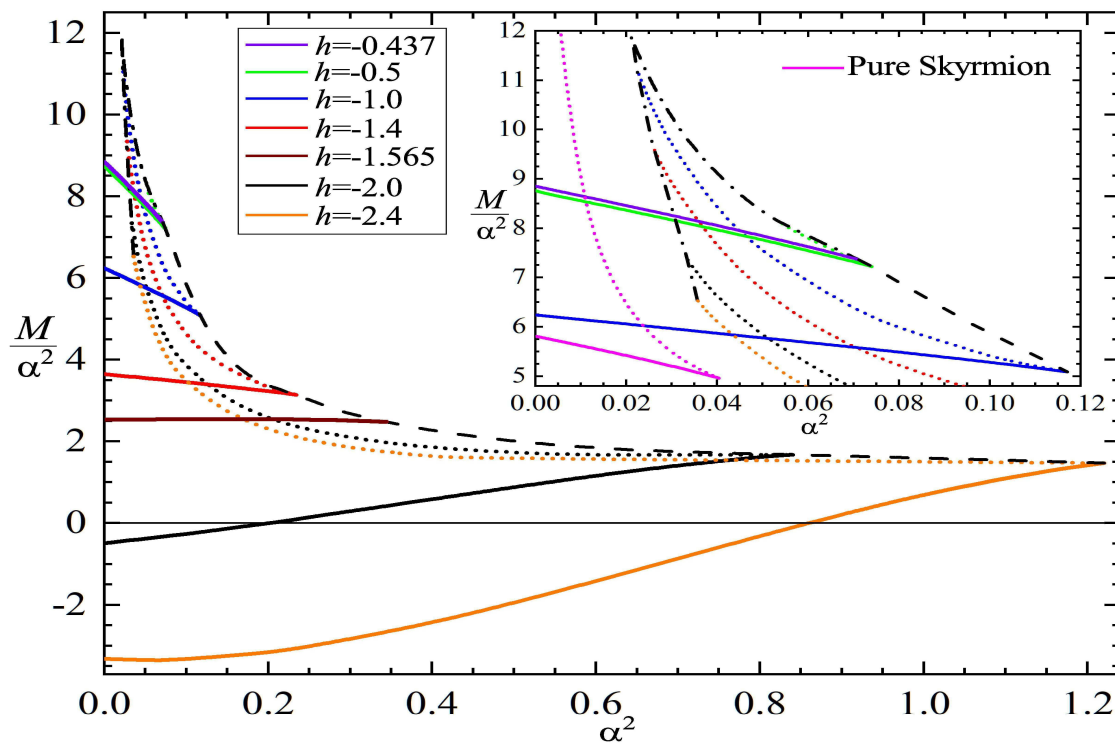 12
10
8
6
4
2
0
-2
M
α²
0.0 0.2 0.4 0.6 0.8 1.0 1.2
α²
h=-0.437
h=-0.5
h=-1.0
h=-1.4
h=-1.565
h=-2.0
h=-2.4
12
11
10
9
8
7
6
5
M
α²
0.00 0.02 0.04 0.06 0.08 0.10 0.12
α²
Pure Skyrmion